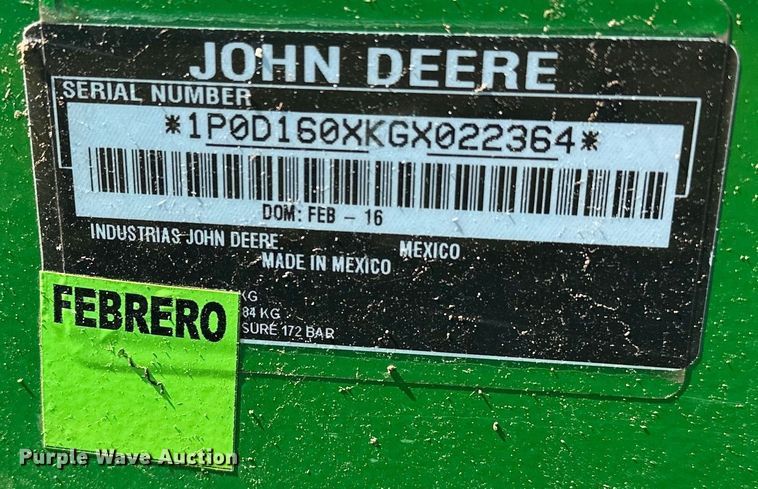 JOHN DEERE
SERIAL NUMBER
*1P0D160XKGX022364*
DOM: FEB - 16
INDUSTRIAS JOHN DEERE. MEXICO
MADE IN MEXICO
FEBRERO
KG
84 KG
SURE 172 BAR
Purple Wave Auction